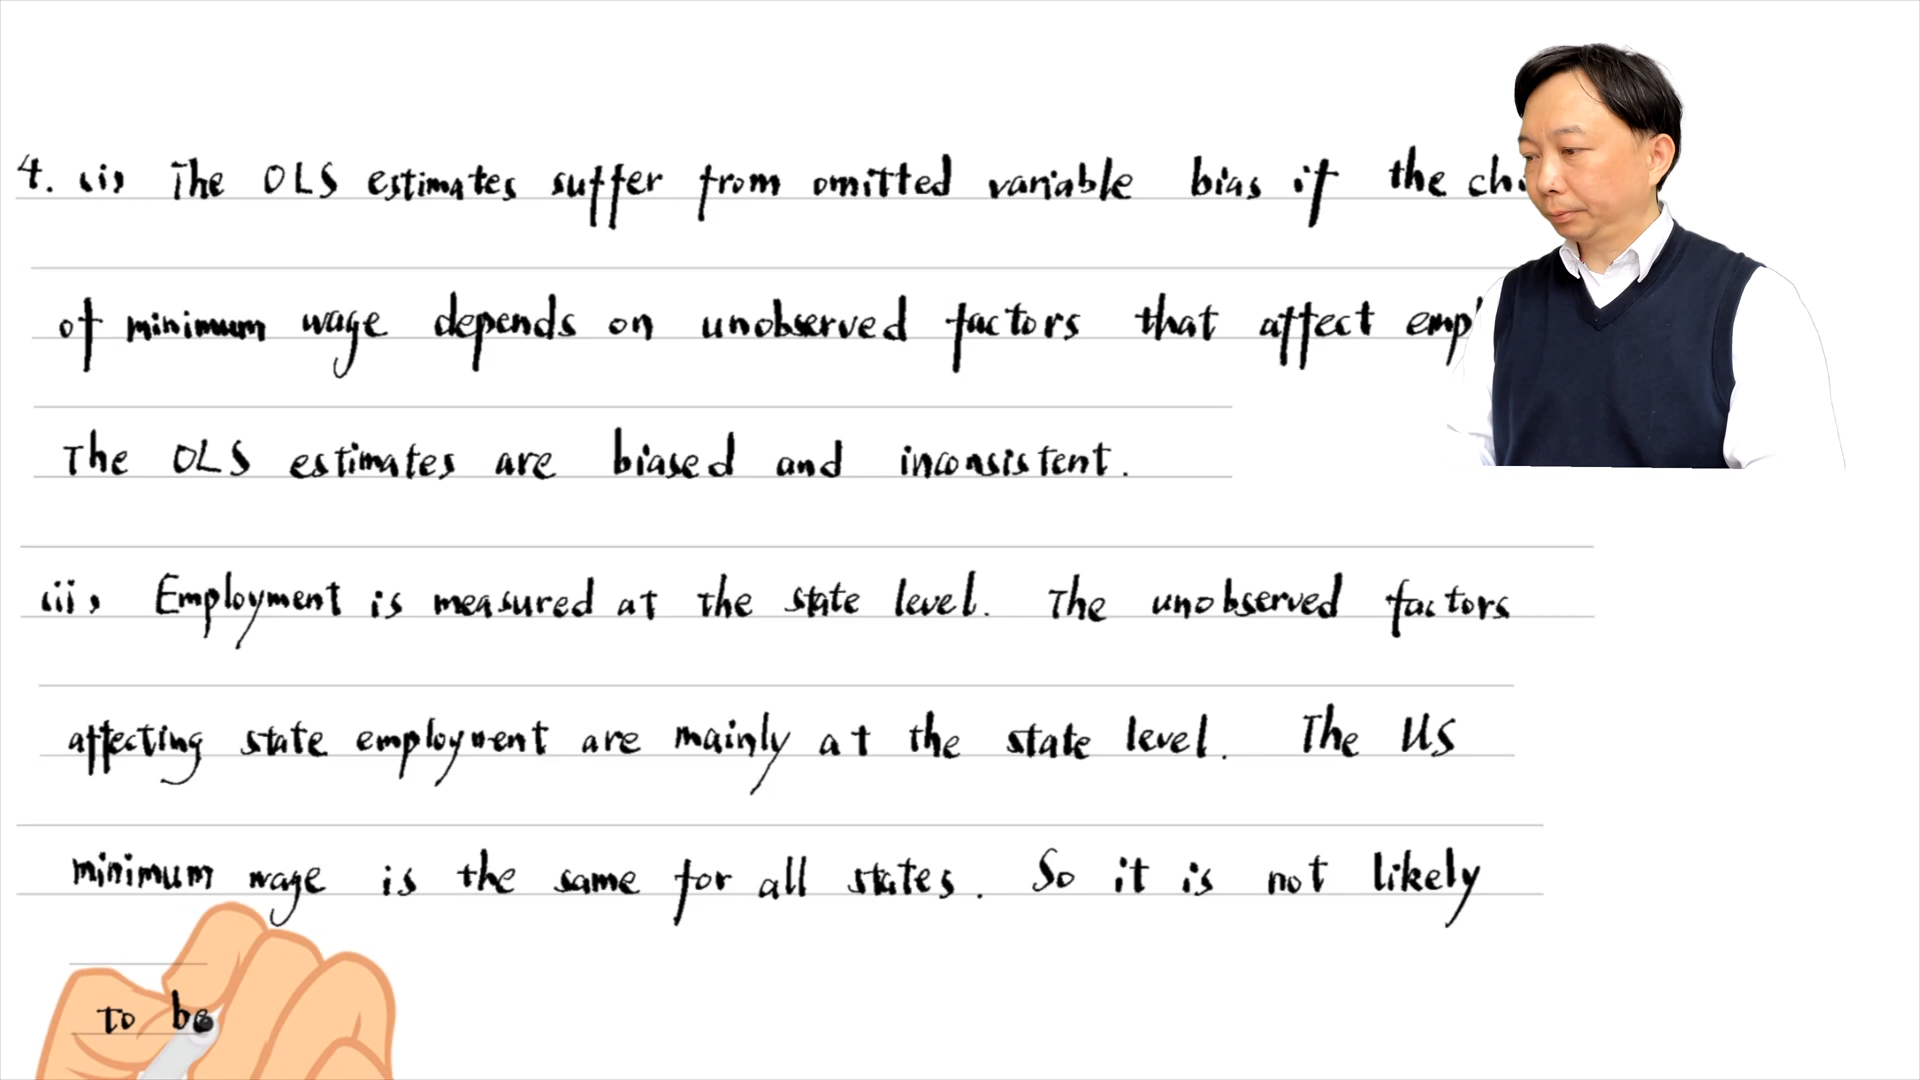 4. (i) The OLS estimates suffer from omitted variable bias if the
of minimum wage depends on unobserved factors that affect
The OLS estimates are biased and inconsistent.
(ii) Employment is measured at the state level. The unobserved factors
affecting state employment are mainly at the state level. The US
minimum wage is the same for all states. So it is not likely
to be